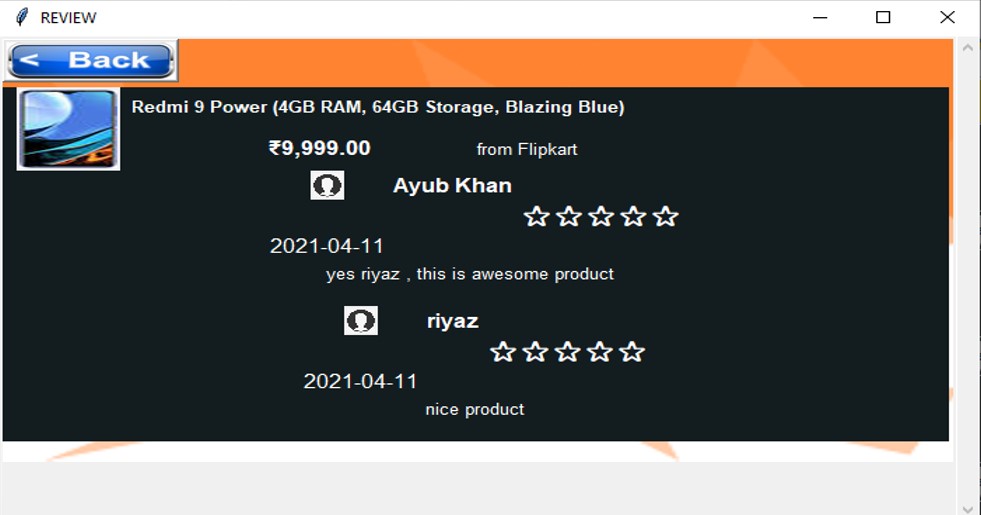 REVIEW
< Back
Redmi 9 Power (4GB RAM, 64GB Storage, Blazing Blue)
₹9,999.00 from Flipkart
Ayub Khan
☆☆☆☆☆
2021-04-11
yes riyaz , this is awesome product
riyaz
☆☆☆☆☆
2021-04-11
nice product